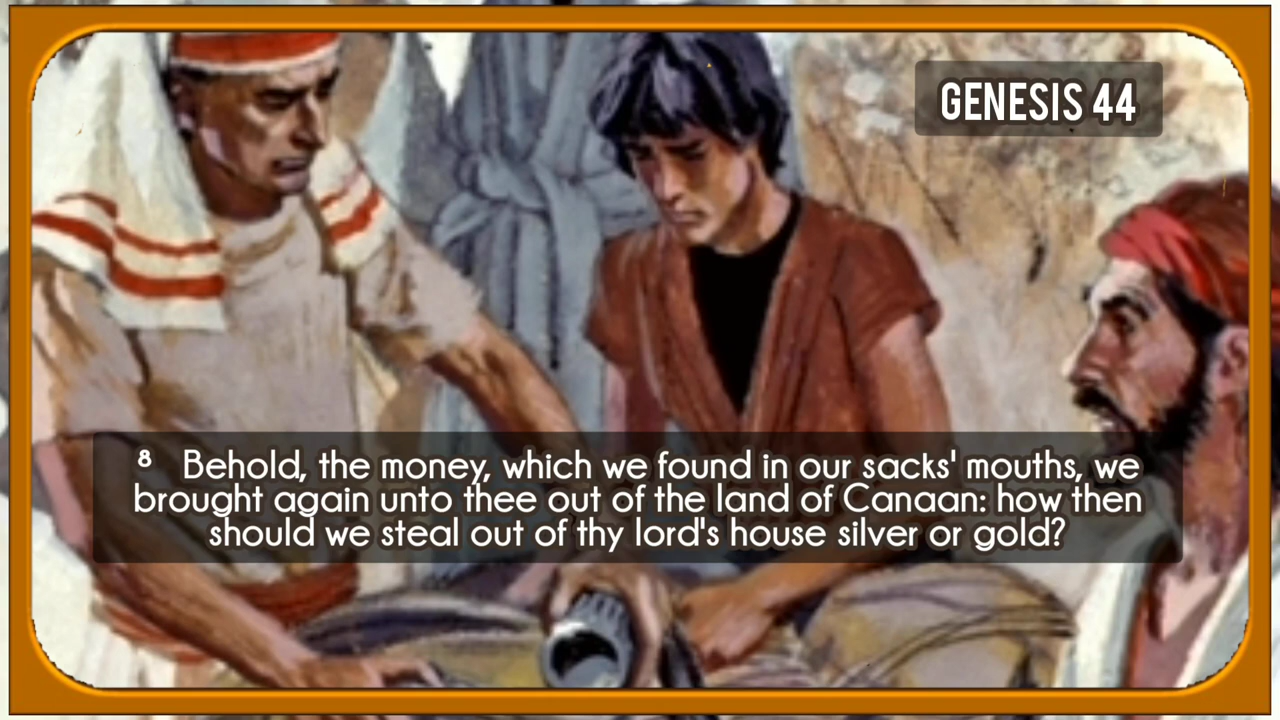 GENESIS 44
8 Behold, the money, which we found in our sacks' mouths, we
brought again unto thee out of the land of Canaan: how then
should we steal out of thy lord's house silver or gold?